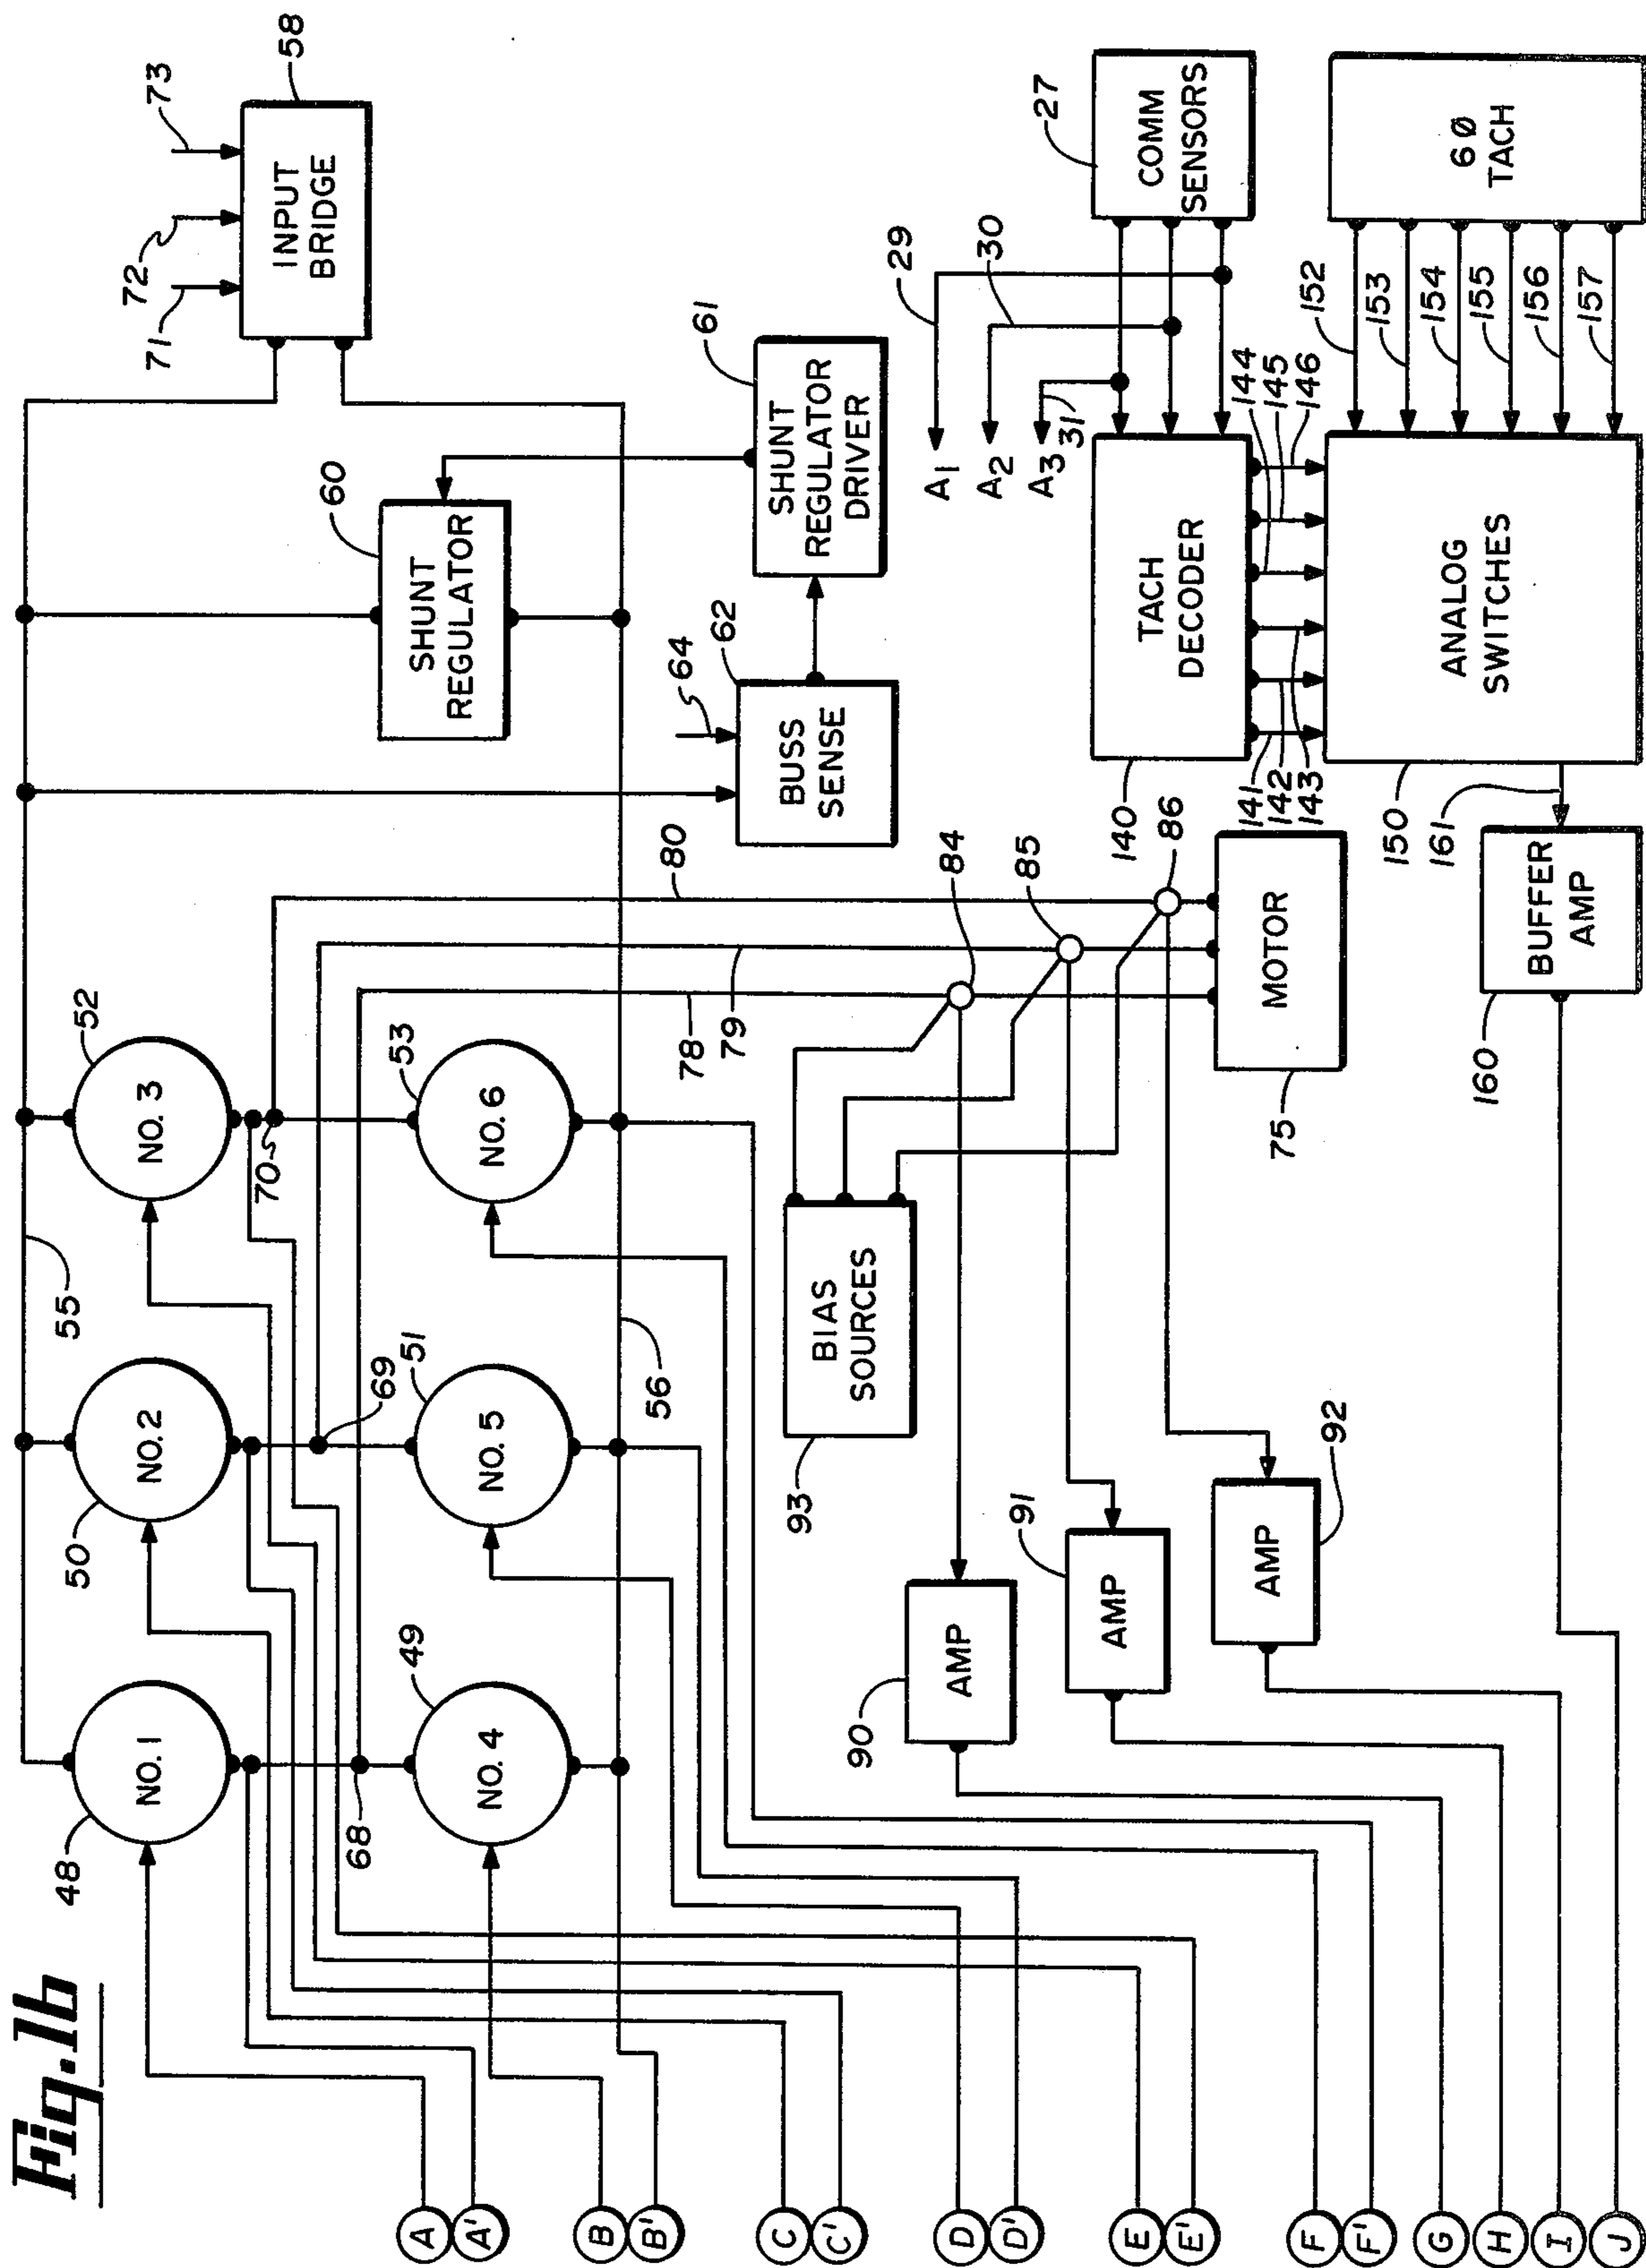 Fig. 1b
48
NO. 1
50
NO. 2
NO. 3
52
55
58
INPUT
BRIDGE
71
72
73
60
SHUNT
REGULATOR
61
SHUNT
REGULATOR
DRIVER
62
64
BUSS
SENSE
68
69
70
49
NO. 4
NO. 5
51
NO. 6
53
56
78
79
80
84
85
86
93
BIAS
SOURCES
90
AMP
91
AMP
92
AMP
75
MOTOR
A1
A2
A3
29
30
31
27
COMM
SENSORS
140
TACH
DECODER
141
142
143
144
145
146
150
ANALOG
SWITCHES
152
153
154
155
156
157
6Ø
TACH
161
160
BUFFER
AMP
A
A'
B
B'
C
C'
D
D'
E
E'
F
F'
G
H
I
J